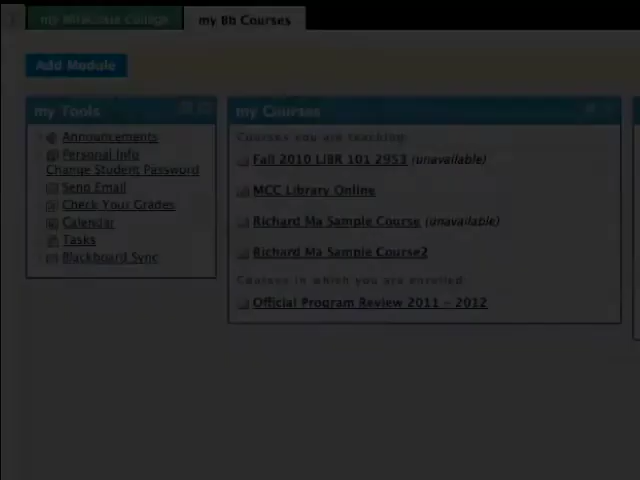 my MiraCosta College
my Bb Courses
Add Module
my Tools
Announcements
Personal Info
Change Student Password
Send Email
Check Your Grades
Calendar
Tasks
Blackboard Sync
my Courses
Courses you are teaching:
Fall 2010 LIBR 101 2953 (unavailable)
MCC Library Online
Richard Ma Sample Course (unavailable)
Richard Ma Sample Course2
Courses in which you are enrolled:
Official Program Review 2011 - 2012